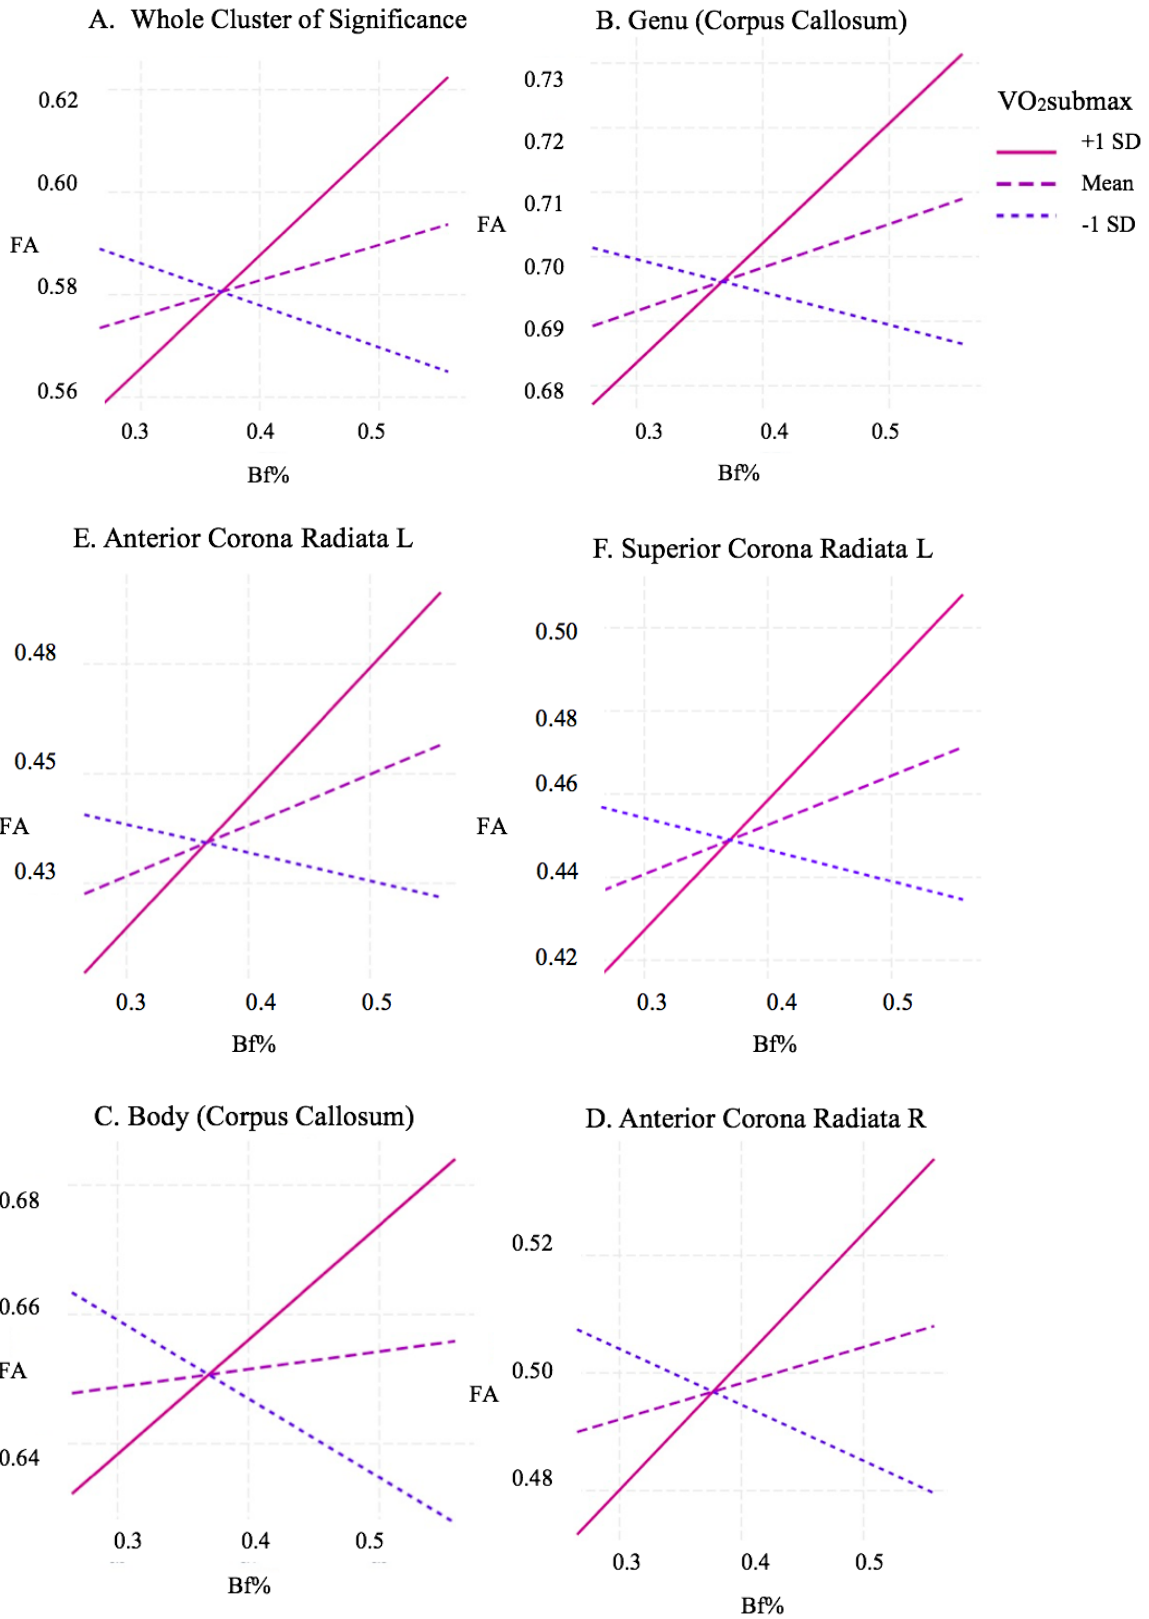 A. Whole Cluster of Significance
0.62
0.60
FA
0.58
0.56
0.3 0.4 0.5
Bf%
B. Genu (Corpus Callosum)
0.73
0.72
0.71
FA
0.70
0.69
0.68
0.3 0.4 0.5
Bf%
VO₂submax
+1 SD
Mean
-1 SD
E. Anterior Corona Radiata L
0.48
0.45
FA
0.43
0.3 0.4 0.5
Bf%
F. Superior Corona Radiata L
0.50
0.48
0.46
FA
0.44
0.42
0.3 0.4 0.5
Bf%
C. Body (Corpus Callosum)
0.68
0.66
FA
0.64
0.3 0.4 0.5
Bf%
D. Anterior Corona Radiata R
0.52
0.50
FA
0.48
0.3 0.4 0.5
Bf%